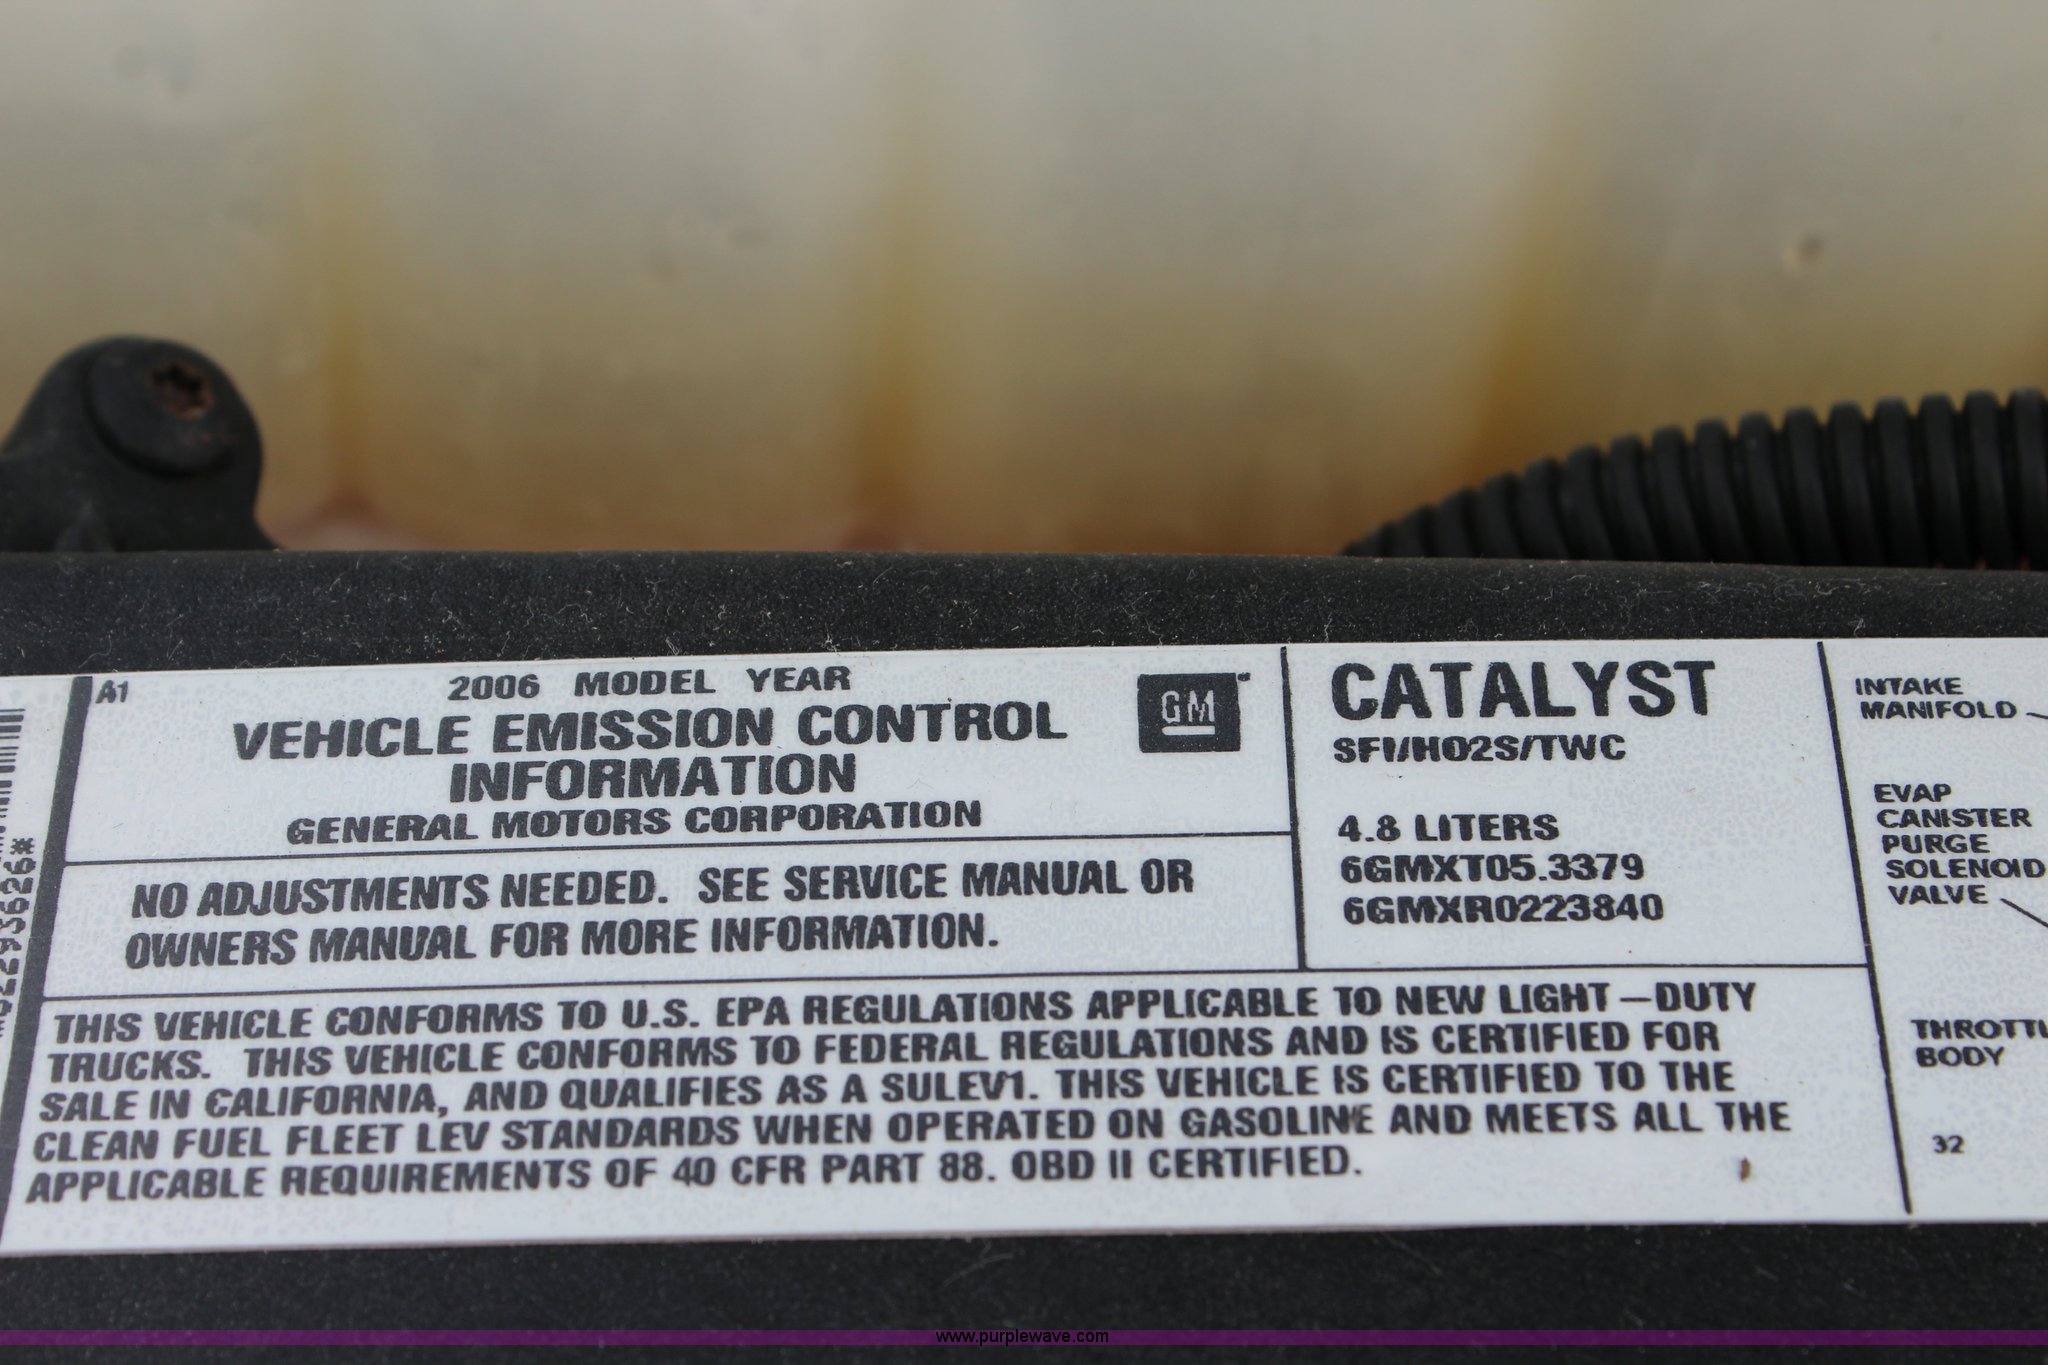 A1
2006 MODEL YEAR
VEHICLE EMISSION CONTROL
INFORMATION
GENERAL MOTORS CORPORATION
GM
NO ADJUSTMENTS NEEDED. SEE SERVICE MANUAL OR
OWNERS MANUAL FOR MORE INFORMATION.
CATALYST
SFI/HO2S/TWC
4.8 LITERS
6GMXT05.3379
6GMXR0223840
THIS VEHICLE CONFORMS TO U.S. EPA REGULATIONS APPLICABLE TO NEW LIGHT-DUTY
TRUCKS. THIS VEHICLE CONFORMS TO FEDERAL REGULATIONS AND IS CERTIFIED FOR
SALE IN CALIFORNIA, AND QUALIFIES AS A SULEV1. THIS VEHICLE IS CERTIFIED TO THE
CLEAN FUEL FLEET LEV STANDARDS WHEN OPERATED ON GASOLINE AND MEETS ALL THE
APPLICABLE REQUIREMENTS OF 40 CFR PART 88. OBD II CERTIFIED.
INTAKE
MANIFOLD
EVAP
CANISTER
PURGE
SOLENOID
VALVE
THROTTL
BODY
32
www.purplewave.com